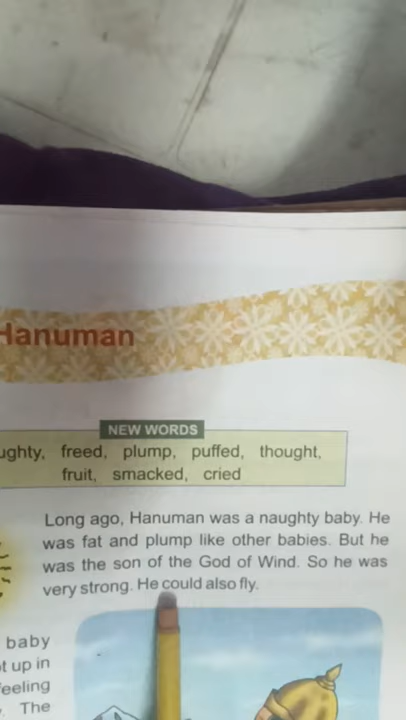 Hanuman
NEW WORDS
ughty, freed, plump, puffed, thought,
fruit, smacked, cried
Long ago, Hanuman was a naughty baby. He
was fat and plump like other babies. But he
was the son of the God of Wind. So he was
very strong. He could also fly.
baby
t up in
eeling
The